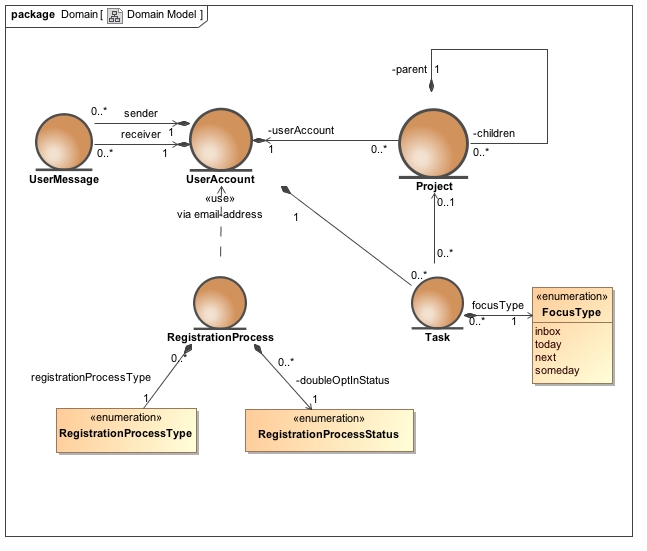 package Domain [ Domain Model ]
-parent 1
0..* sender
1
receiver
0..* 1
-userAccount
1 0..*
-children
0..*
UserMessage
UserAccount
Project
«use»
via email-address
0..1
1
0..*
0..*
RegistrationProcess
Task
focusType
0..* 1
«enumeration»
FocusType
inbox
today
next
someday
0..*
0..*
registrationProcessType
-doubleOptInStatus
1
1
«enumeration»
RegistrationProcessType
«enumeration»
RegistrationProcessStatus